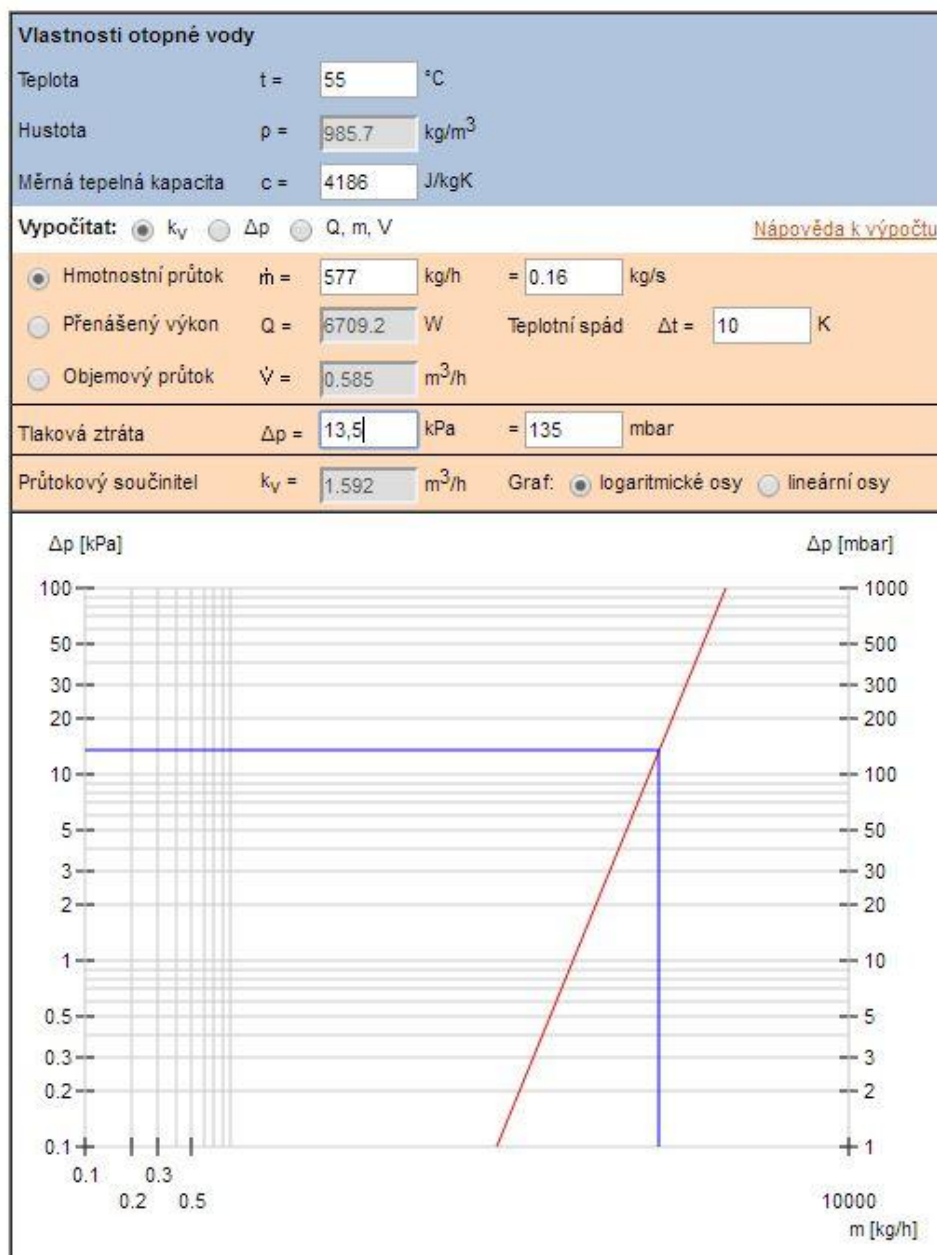 Vlastnosti otopné vody
Teplota t = 55 °C
Hustota ρ = 985.7 kg/m³
Měrná tepelná kapacita c = 4186 J/kgK
Vypočítat: kv Δp Q, m, V Nápověda k výpočtu
Hmotnostní průtok ṁ = 577 kg/h = 0.16 kg/s
Přenášený výkon Q = 6709.2 W Teplotní spád Δt = 10 K
Objemový průtok V̇ = 0.585 m³/h
Tlaková ztráta Δp = 13,5 kPa = 135 mbar
Průtokový součinitel kv = 1.592 m³/h Graf: logaritmické osy lineární osy
Δp [kPa] Δp [mbar]
100 1000
50 500
30 300
20 200
10 100
5 50
3 30
2 20
1 10
0.5 5
0.3 3
0.2 2
0.1 1
0.1 0.3
0.2 0.5 10000
m [kg/h]